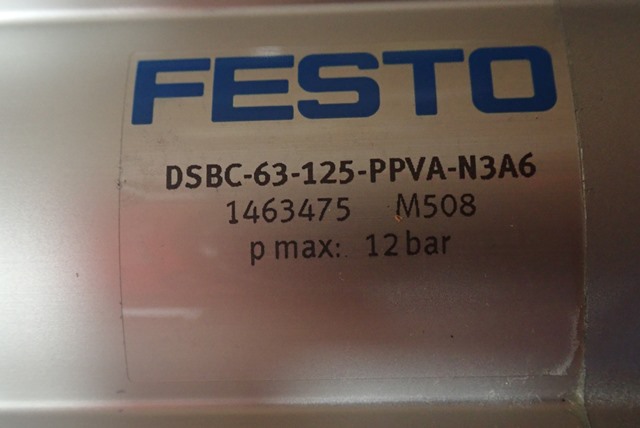 FESTO
DSBC-63-125-PPVA-N3A6
1463475 M508
p max: 12 bar